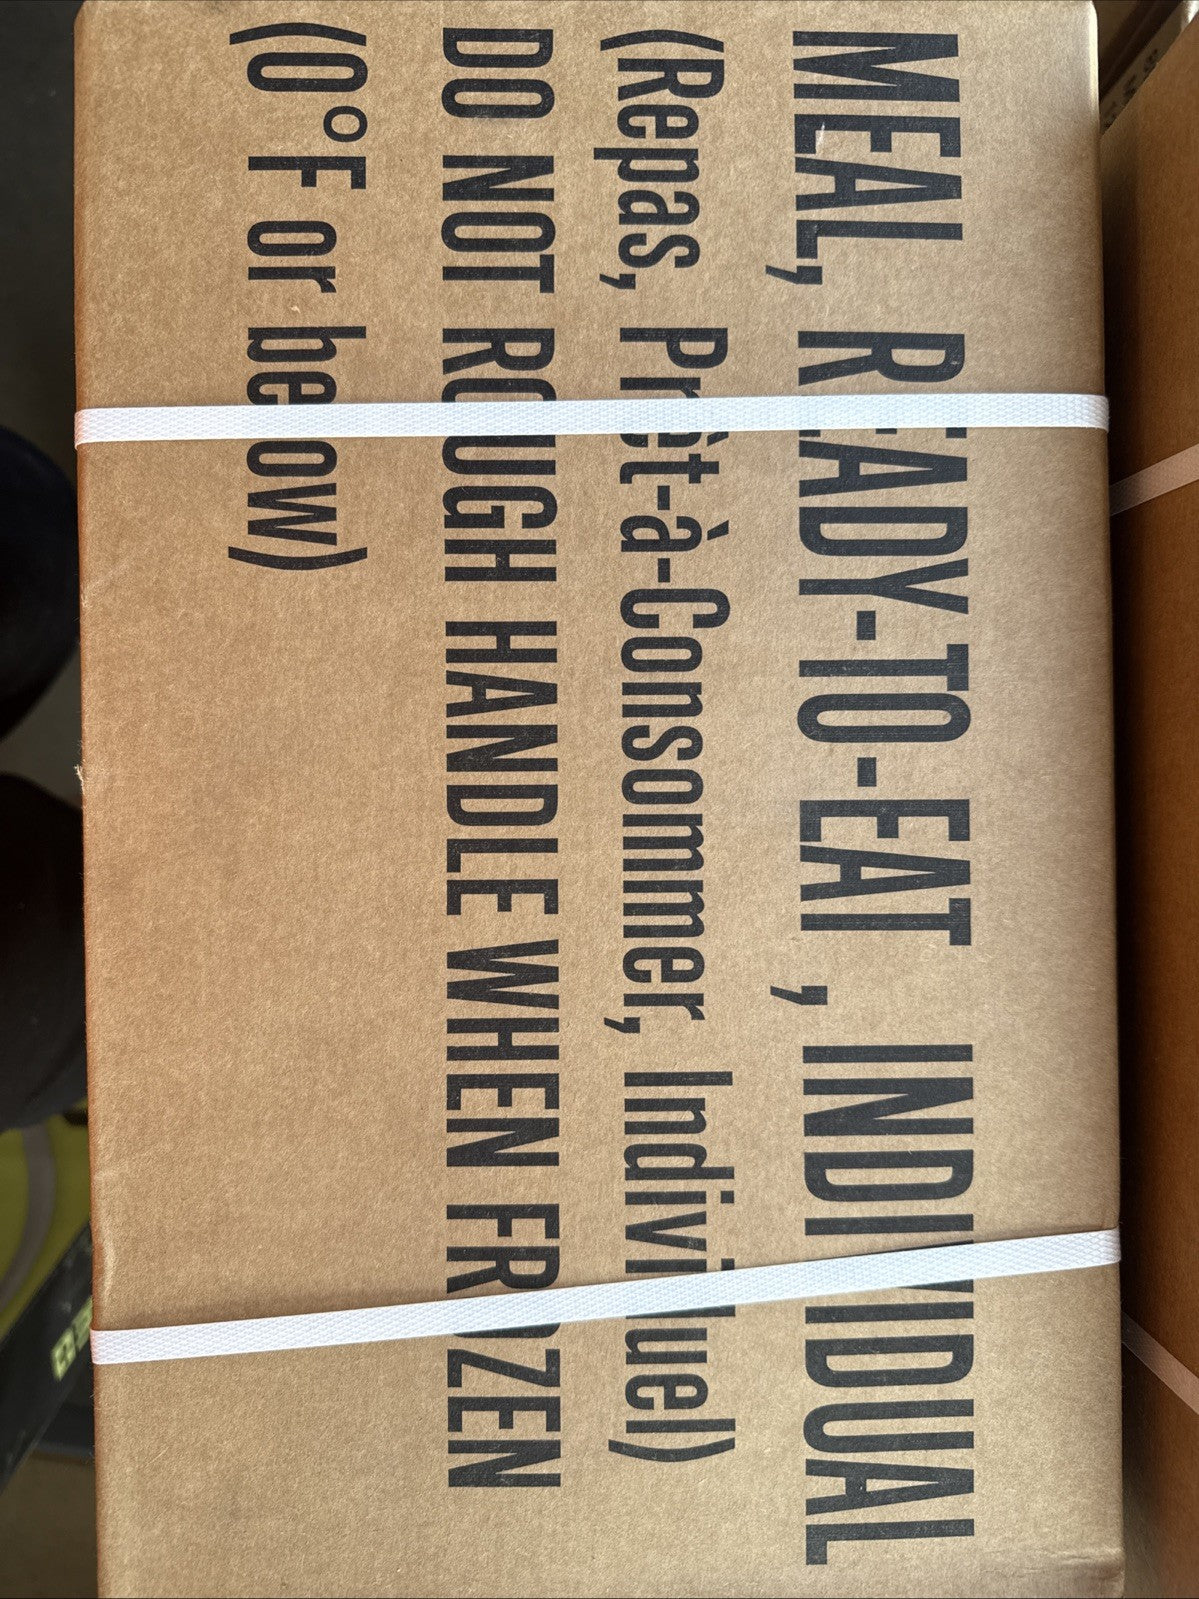 MEAL, READY-TO-EAT , INDIVIDUAL
(Repas, Prêt-à-Consommer, Individuel)
DO NOT ROUGH HANDLE WHEN FROZEN
(0°F or below)